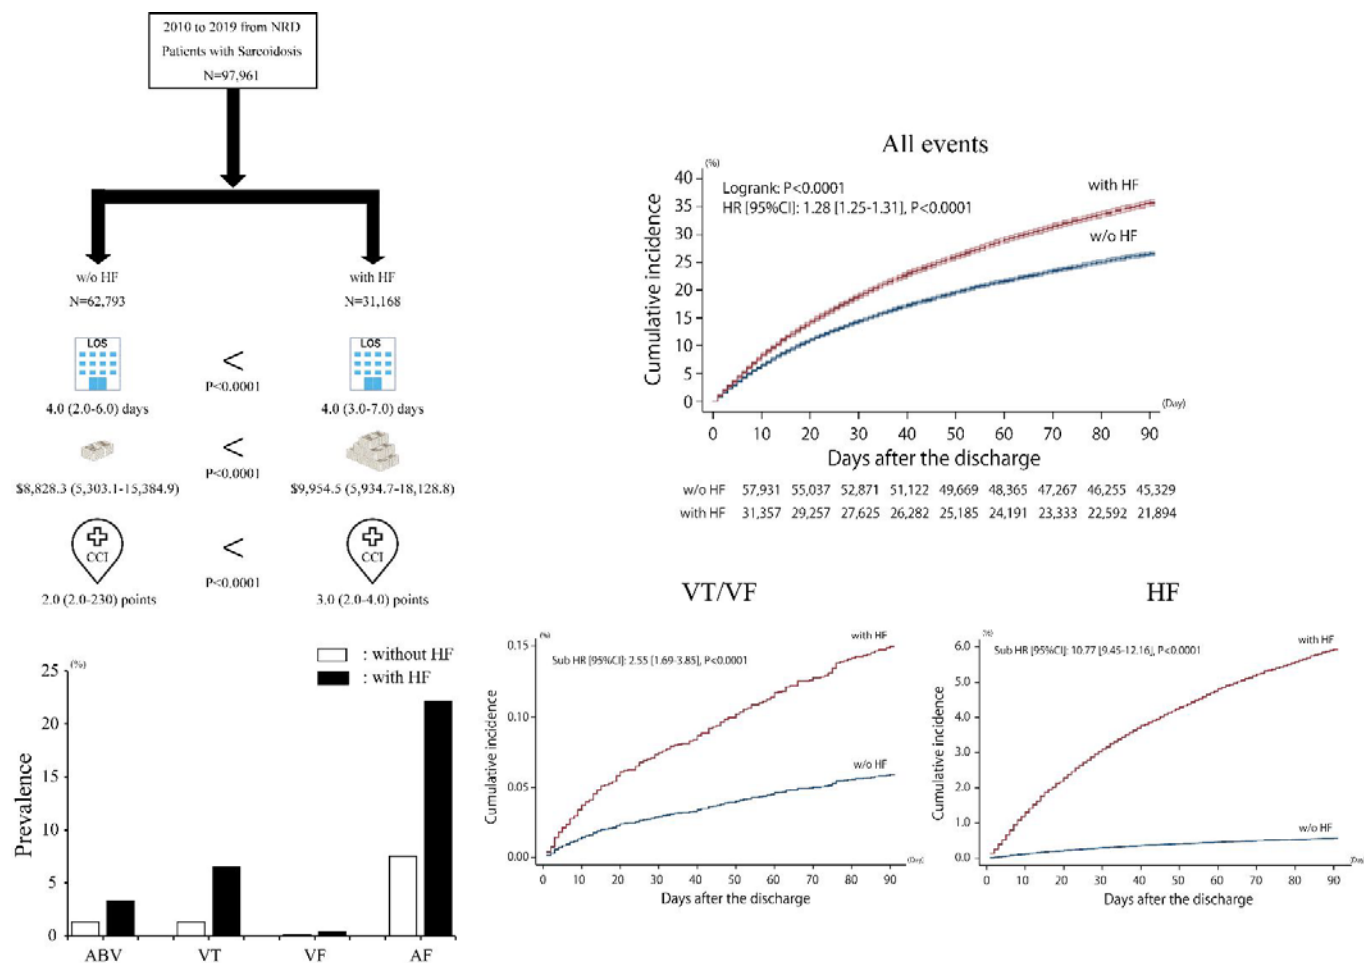 2010 to 2019 from NRD
Patients with Sarcoidosis
N=97,961
w/o HF
N=62,793
with HF
N=31,168
LOS
<
P<0.0001
LOS
4.0 (2.0-6.0) days
4.0 (3.0-7.0) days
<
P<0.0001
$8,828.3 (5,303.1-15,384.9)
$9,954.5 (5,934.7-18,128.8)
CCI
<
P<0.0001
CCI
2.0 (2.0-230) points
3.0 (2.0-4.0) points
: without HF
: with HF
(%)
Prevalence
25
20
15
10
5
0
ABV VT VF AF
All events
(%)
Logrank: P<0.0001
HR [95%CI]: 1.28 [1.25-1.31], P<0.0001
with HF
w/o HF
Cumulative incidence
40
35
30
25
20
15
10
5
0
(Day)
0 10 20 30 40 50 60 70 80 90
Days after the discharge
w/o HF 57,931 55,037 52,871 51,122 49,669 48,365 47,267 46,255 45,329
with HF 31,357 29,257 27,625 26,282 25,185 24,191 23,333 22,592 21,894
VT/VF
(%)
Sub HR [95%CI]: 2.55 [1.69-3.85], P<0.0001
with HF
w/o HF
Cumulative incidence
0.15
0.10
0.05
0.00
(Day)
0 10 20 30 40 50 60 70 80 90
Days after the discharge
HF
(%)
Sub HR [95%CI]: 10.77 [9.45-12.16], P<0.0001
with HF
w/o HF
Cumulative incidence
6.0
5.0
4.0
3.0
2.0
1.0
0.0
(Day
0 10 20 30 40 50 60 70 80 90
Days after the discharge